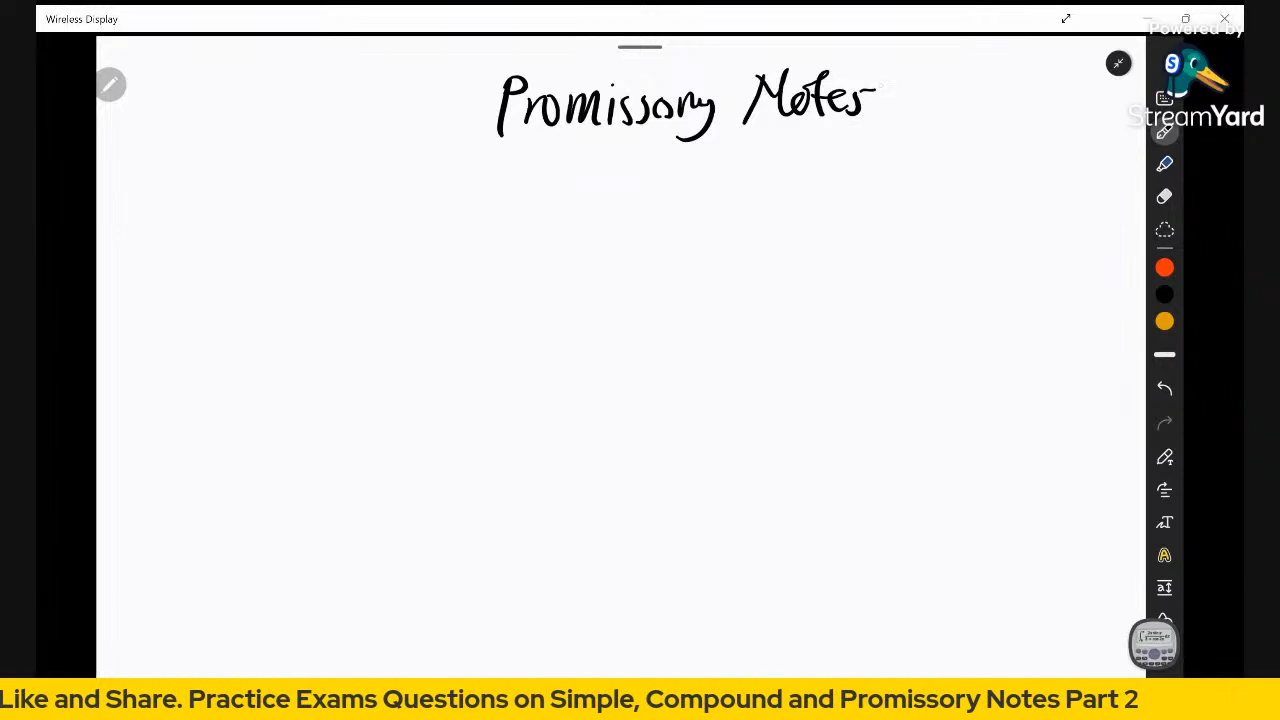 Wireless Display
Powered by
StreamYard
Promissory Notes
Like and Share. Practice Exams Questions on Simple, Compound and Promissory Notes Part 2